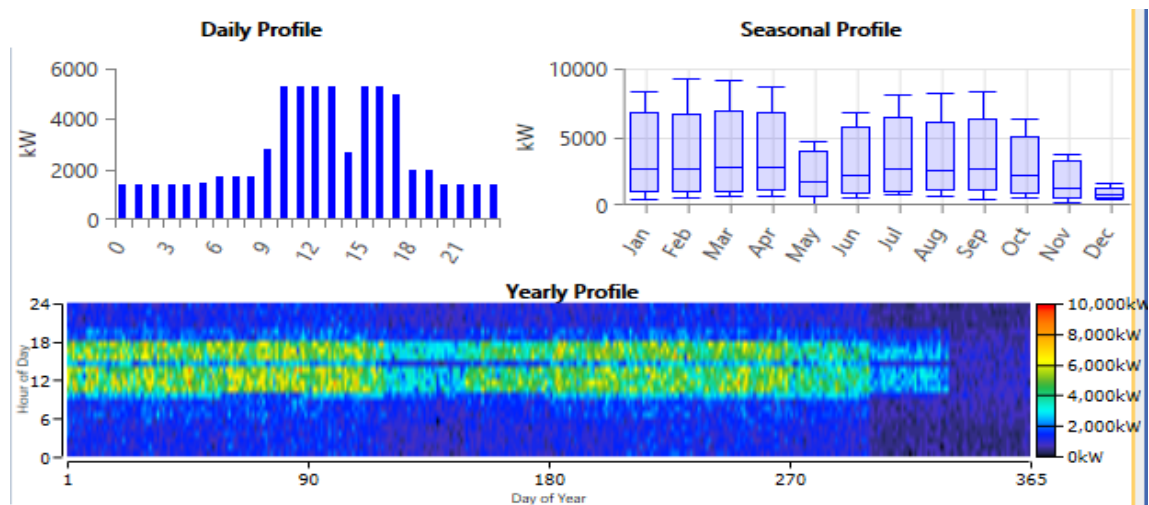 Daily Profile
Seasonal Profile
6000
4000
2000
0
kW
0 3 6 9 12 15 18 21
10000
5000
0
kW
Jan Feb Mar Apr May Jun Jul Aug Sep Oct Nov Dec
Yearly Profile
24
18
12
6
0
Hour of Day
1 90 180 270 365
Day of Year
10,000kW
8,000kW
6,000kW
4,000kW
2,000kW
0kW